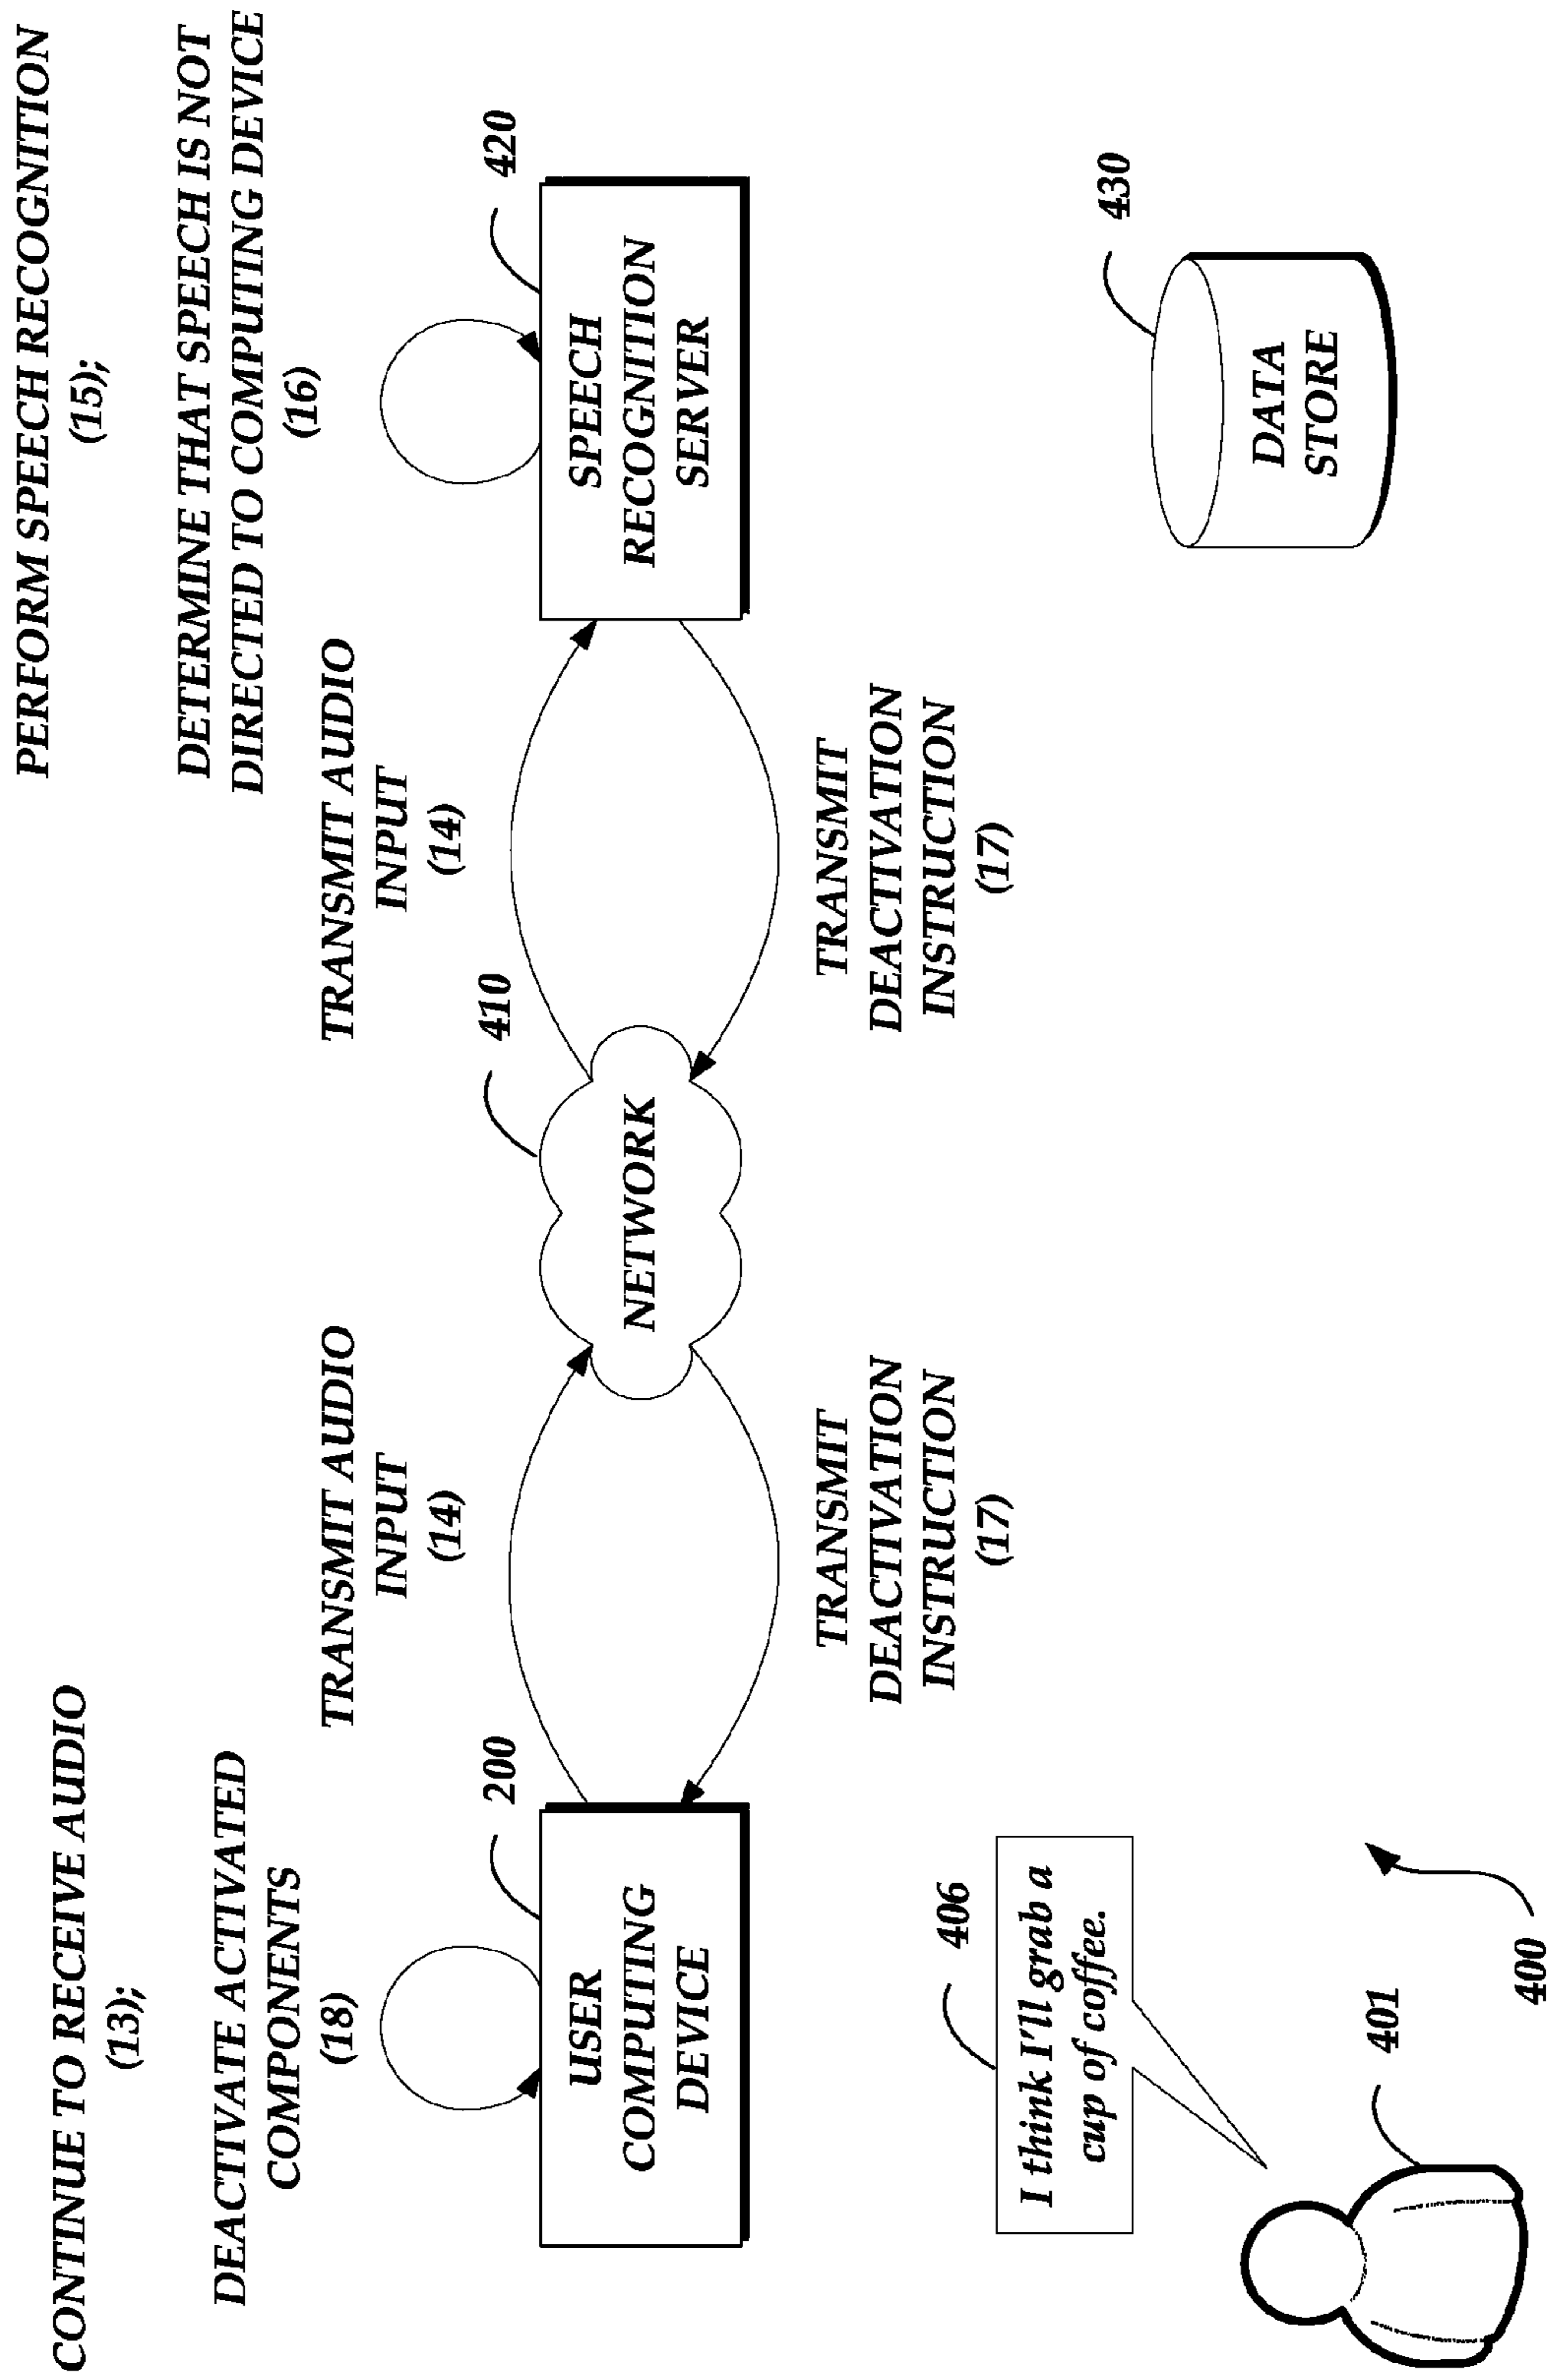 CONTINUE TO RECEIVE AUDIO
(13);
DEACTIVATE ACTIVATED
COMPONENTS
(18)
200
USER
COMPUTING
DEVICE
TRANSMIT AUDIO
INPUT
(14)
TRANSMIT
DEACTIVATION
INSTRUCTION
(17)
410
NETWORK
TRANSMIT AUDIO
INPUT
(14)
TRANSMIT
DEACTIVATION
INSTRUCTION
(17)
PERFORM SPEECH RECOGNITION
(15);
DETERMINE THAT SPEECH IS NOT
DIRECTED TO COMPUTING DEVICE
(16)
420
SPEECH
RECOGNITION
SERVER
406
I think I'll grab a
cup of coffee.
401
400
430
DATA
STORE